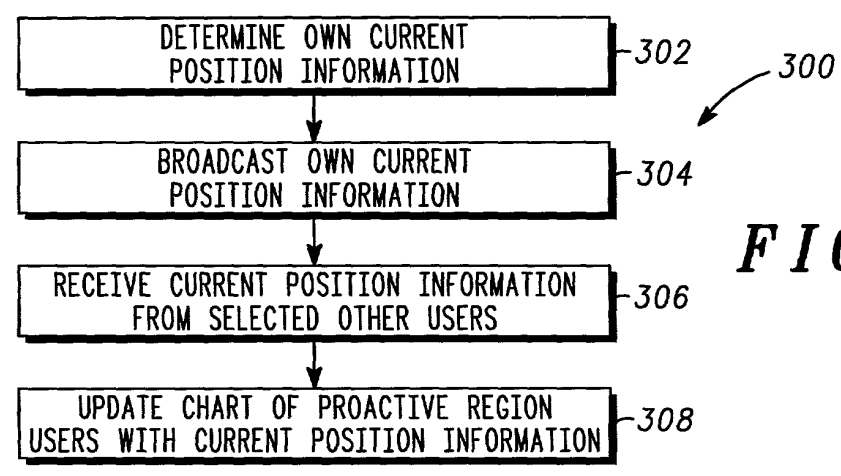 DETERMINE OWN CURRENT
POSITION INFORMATION
302
300
BROADCAST OWN CURRENT
POSITION INFORMATION
304
RECEIVE CURRENT POSITION INFORMATION
FROM SELECTED OTHER USERS
306
UPDATE CHART OF PROACTIVE REGION
USERS WITH CURRENT POSITION INFORMATION
308